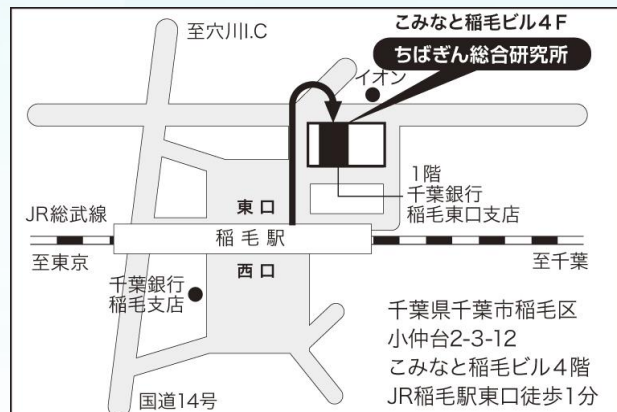 こみなと稲毛ビル4F
ちばぎん総合研究所
至穴川I.C
イオン
1階
千葉銀行
稲毛東口支店
東口
JR総武線
稲毛駅
至東京
至千葉
西口
千葉銀行
稲毛支店
国道14号
千葉県千葉市稲毛区
小仲台2-3-12
こみなと稲毛ビル4階
JR稲毛駅東口徒歩1分